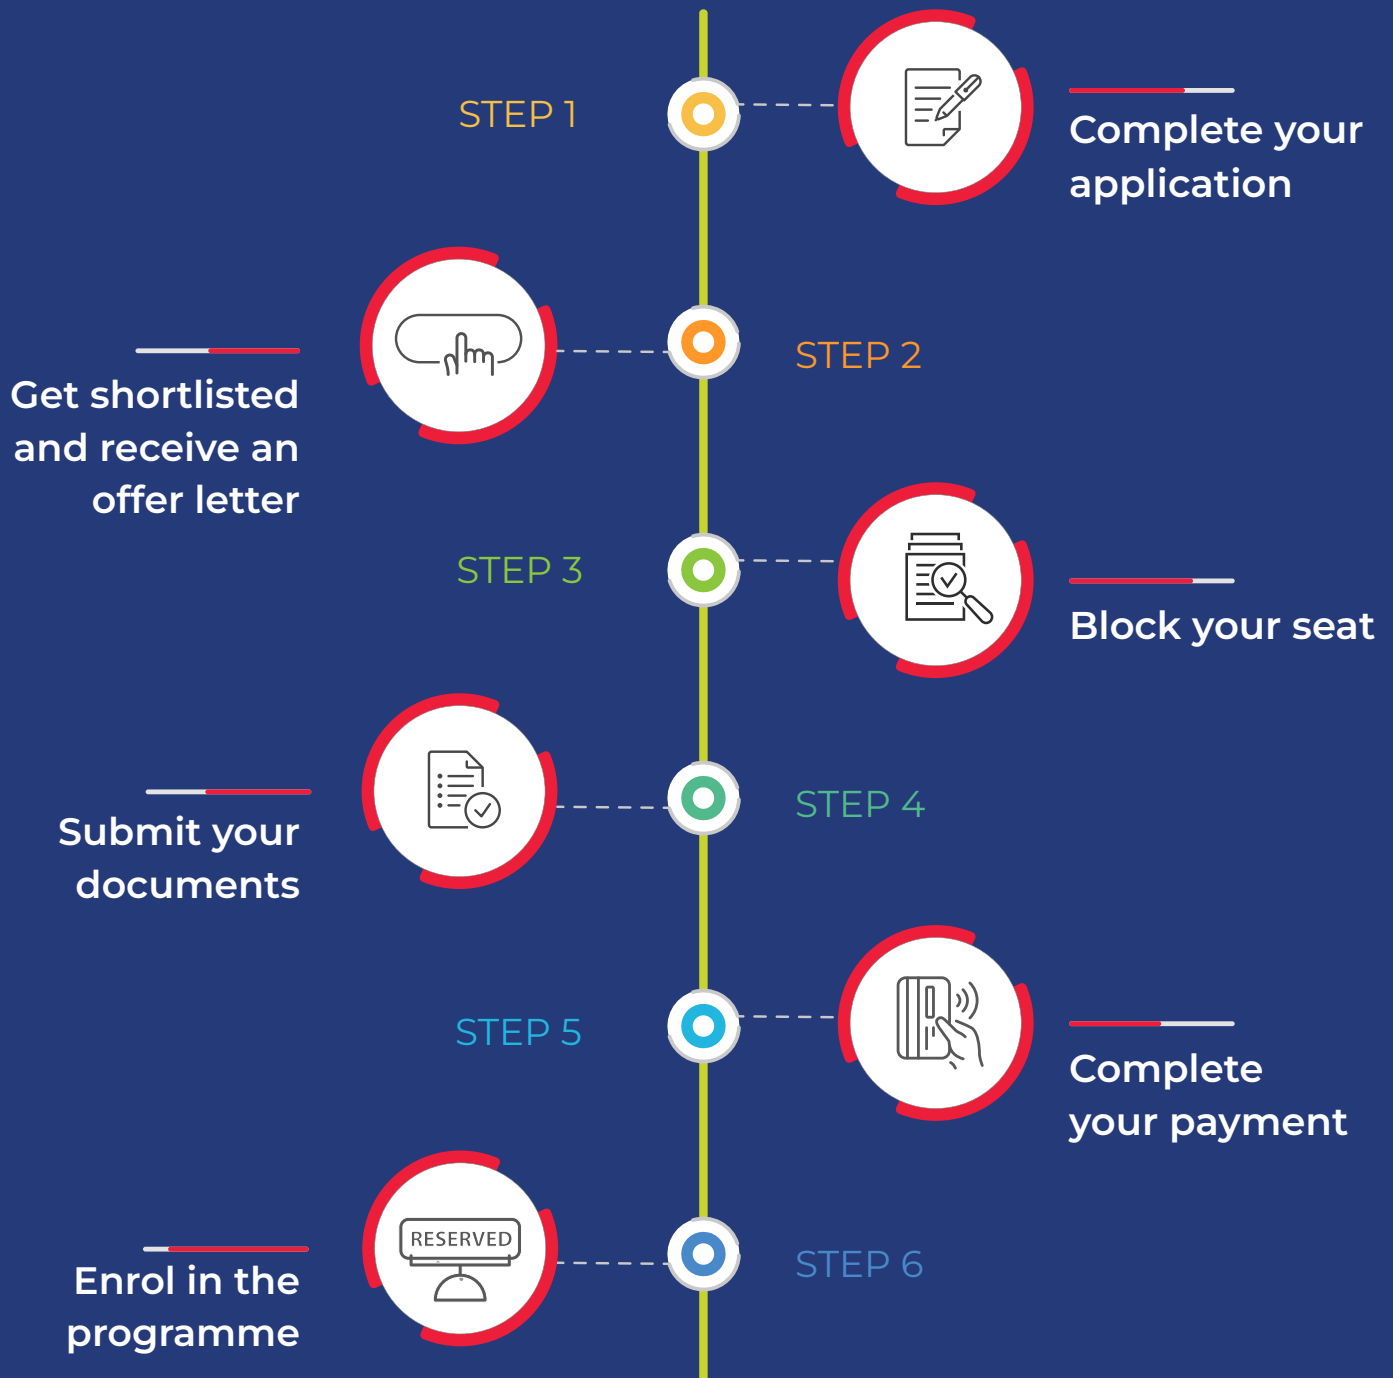 STEP 1
Complete your
application
STEP 2
Get shortlisted
and receive an
offer letter
STEP 3
Block your seat
STEP 4
Submit your
documents
STEP 5
Complete
your payment
STEP 6
RESERVED
Enrol in the
programme